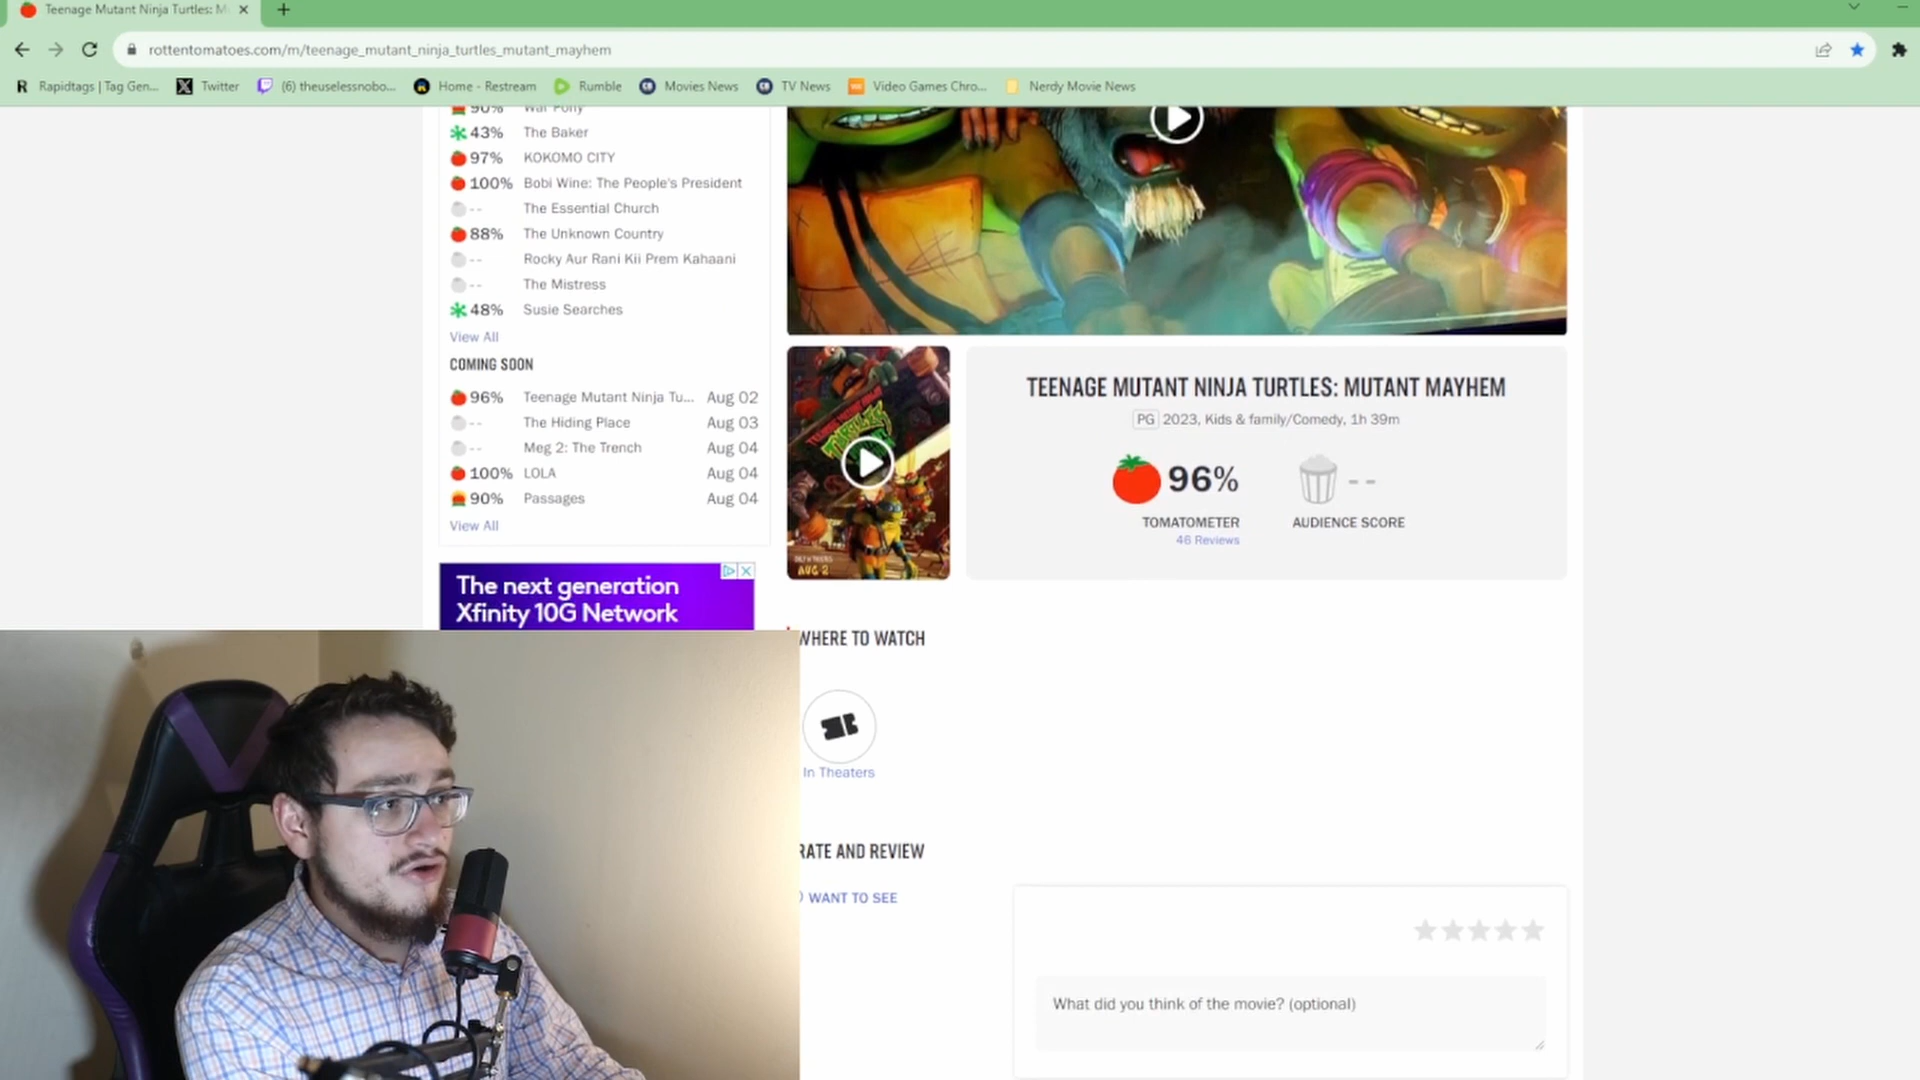 Teenage Mutant Ninja Turtles: M
rottentomatoes.com/m/teenage_mutant_ninja_turtles_mutant_mayhem
R Rapidtags | Tag Gen... Twitter (6) theuselessnobo... Home - Restream Rumble Movies News TV News Video Games Chro... Nerdy Movie News
90% War Pony
43% The Baker
97% KOKOMO CITY
100% Bobi Wine: The People's President
-- The Essential Church
88% The Unknown Country
-- Rocky Aur Rani Kii Prem Kahaani
-- The Mistress
48% Susie Searches
View All
COMING SOON
96% Teenage Mutant Ninja Tu... Aug 02
-- The Hiding Place Aug 03
-- Meg 2: The Trench Aug 04
100% LOLA Aug 04
90% Passages Aug 04
View All
The next generation
Xfinity 10G Network
TURTLES
AUG 2
TEENAGE MUTANT NINJA TURTLES: MUTANT MAYHEM
PG 2023, Kids & family/Comedy, 1h 39m
96% --
TOMATOMETER AUDIENCE SCORE
46 Reviews
WHERE TO WATCH
In Theaters
RATE AND REVIEW
WANT TO SEE
What did you think of the movie? (optional)